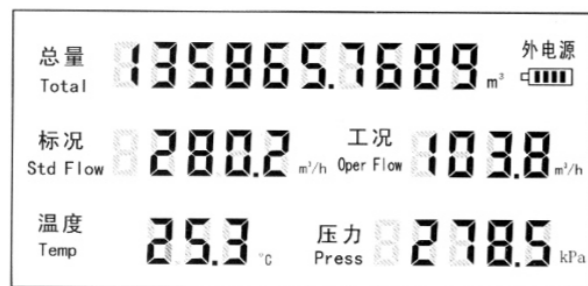 总量 135865.7689 m³ 外电源
Total
标况 280.2 m³/h 工况 103.8 m³/h
Std Flow Oper Flow
温度 25.3 °C 压力 278.5 kPa
Temp Press